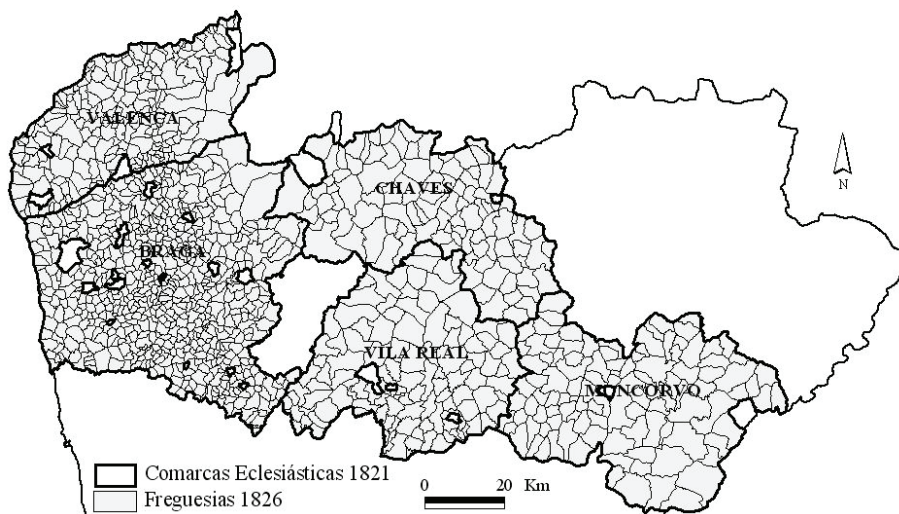 VALENÇA
CHAVES
N
BRAGA
VILA REAL
MONCORVO
Comarcas Eclesiásticas 1821
Freguesias 1826
0 20 Km